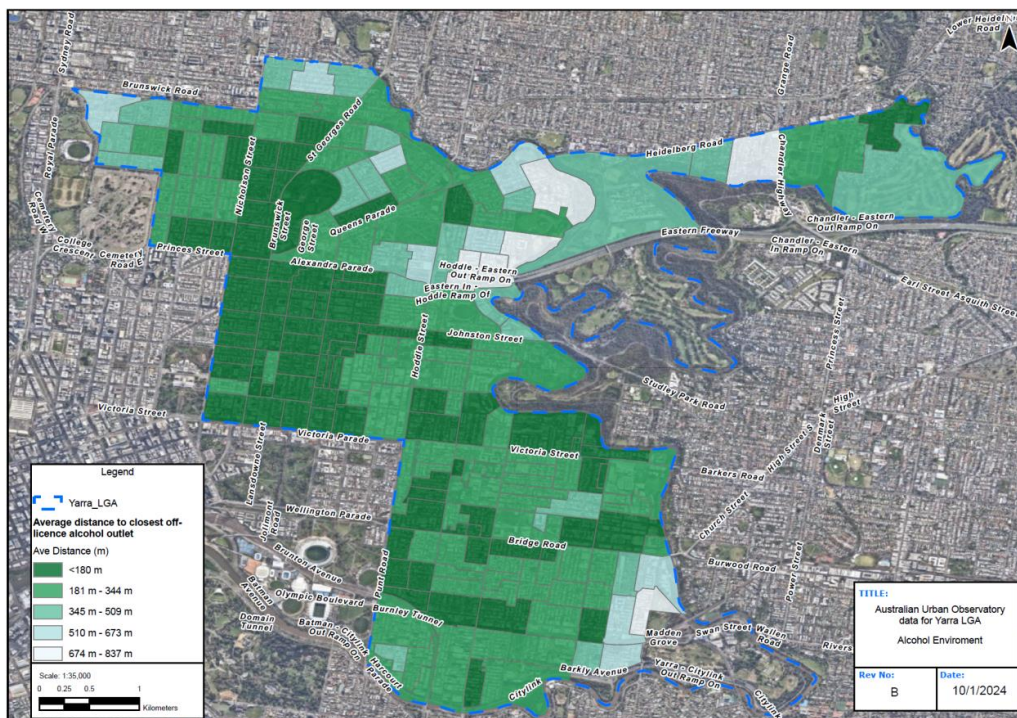 Lower Heidel
Road
N
Sydney Road
Brunswick Road
Grange Road
St Georges Road
Royal Parade
Heidelberg Road
Nicholson Street
Chandler Highway
Cemetery
Road W
Brunswick
Street
George
Street
Queens Parade
Chandler - Eastern
Out Ramp On
College
Crescent
Cemetery
Road E
Princes Street
Eastern Freeway
Chandler - Eastern
In Ramp On
Alexandra Parade
Hoddle - Eastern
Out Ramp On
Eastern In -
Hoddle Ramp Of
Earl Street
Asquith Street
Johnston Street
Hoddle Street
Princess Street
Studley Park Road
High
Street
Denmark
Street
High Street S
Victoria Street
Victoria Parade
Victoria Street
Lansdowne Street
Barkers Road
Church Street
Legend
Yarra_LGA
Average distance to closest off-
licence alcohol outlet
Ave Distance (m)
<180 m
181 m - 344 m
345 m - 509 m
510 m - 673 m
674 m - 837 m
Scale: 1:35,000
0 0.25 0.5 1
Kilometers
Wellington Parade
Jolimont
Road
Bridge Road
Brunton Avenue
Punt Road
Burwood Road
Power Street
Batman
Avenue
Olympic Boulevard
Burnley Tunnel
Domain
Tunnel
Batman - Citylink
Out Ramp On
Madden
Grove
Swan Street
Wallen
Road
Rivers
Harcourt
Parade
Barkly Avenue
Citylink
Yarra - Citylink
Out Ramp On
Citylink
TITLE:
Australian Urban Observatory
data for Yarra LGA
Alcohol Enviroment
Rev No:
B
Date:
10/1/2024